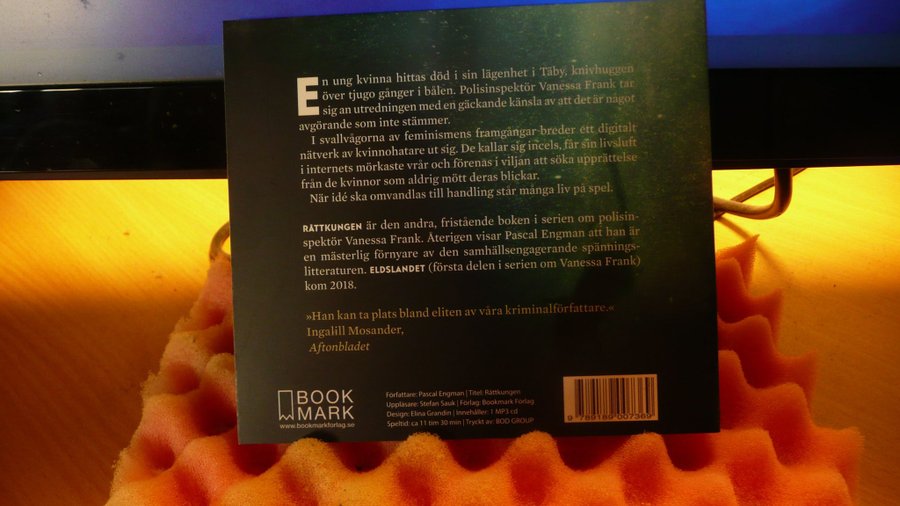 En ung kvinna hittas död i sin lägenhet i Täby, knivhuggen
över tjugo gånger i bålen. Polisinspektör Vanessa Frank tar
sig an utredningen med en gäckande känsla av att det är något
avgörande som inte stämmer.
I svallvågorna av feminismens framgångar breder ett digitalt
nätverk av kvinnohatare ut sig. De kallar sig incels, får sin livsluft
i internets mörkaste vrår och förenas i viljan att söka upprättelse
från de kvinnor som aldrig mött deras blickar.
När idé ska omvandlas till handling står många liv på spel.
RÅTTKUNGEN är den andra, fristående boken i serien om polisin-
spektör Vanessa Frank. Återigen visar Pascal Engman att han är
en mästerlig förnyare av den samhällsengagerande spännings-
litteraturen. ELDSLANDET (första delen i serien om Vanessa Frank)
kom 2018.
»Han kan ta plats bland eliten av våra kriminalförfattare.«
Ingalill Mosander,
Aftonbladet
BOOK
MARK
www.bookmarkforlag.se
Författare: Pascal Engman | Titel: Råttkungen
Uppläsare: Stefan Sauk | Förlag: Bookmark Förlag
Design: Elina Grandin | Innehåller: 1 MP3 cd
Speltid: ca 11 tim 30 min | Tryckt av: BOD GROUP
9 789189 007369